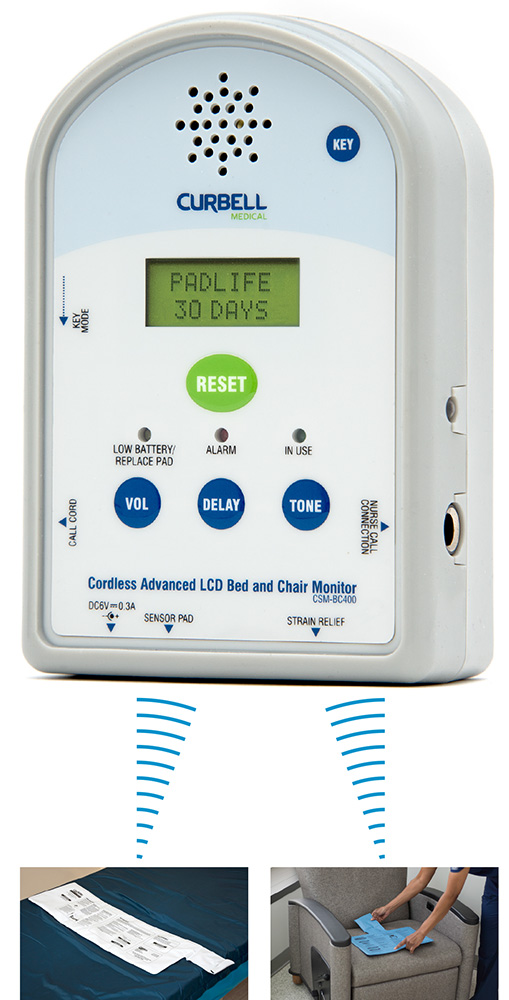 KEY
CURBELL
MEDICAL
PADLIFE
30 DAYS
KEY
MODE
RESET
LOW BATTERY/
REPLACE PAD
ALARM
IN USE
VOL
DELAY
TONE
CALL CORD
NURSE CALL
CONNECTION
Cordless Advanced LCD Bed and Chair Monitor
CSM-BC400
DC6V⎓0.3A
SENSOR PAD
STRAIN RELIEF